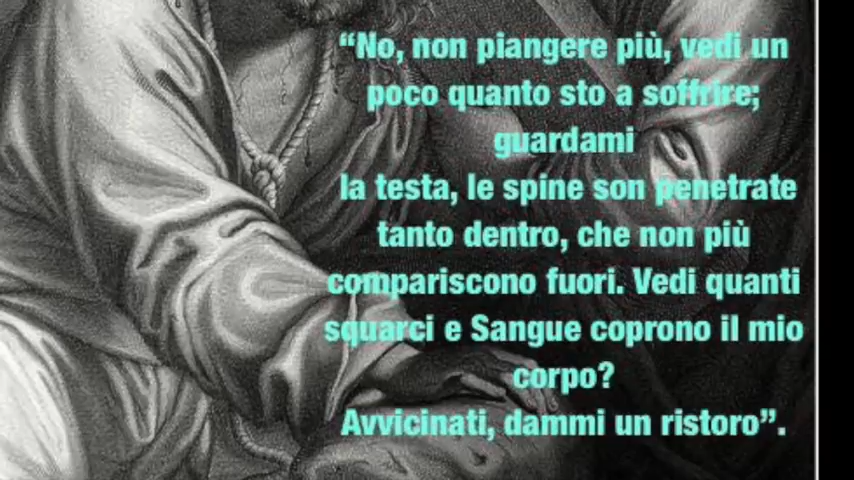 “No, non piangere più, vedi un
poco quanto sto a soffrire;
guardami
la testa, le spine son penetrate
tanto dentro, che non più
compariscono fuori. Vedi quanti
squarci e Sangue coprono il mio
corpo?
Avvicinati, dammi un ristoro”.